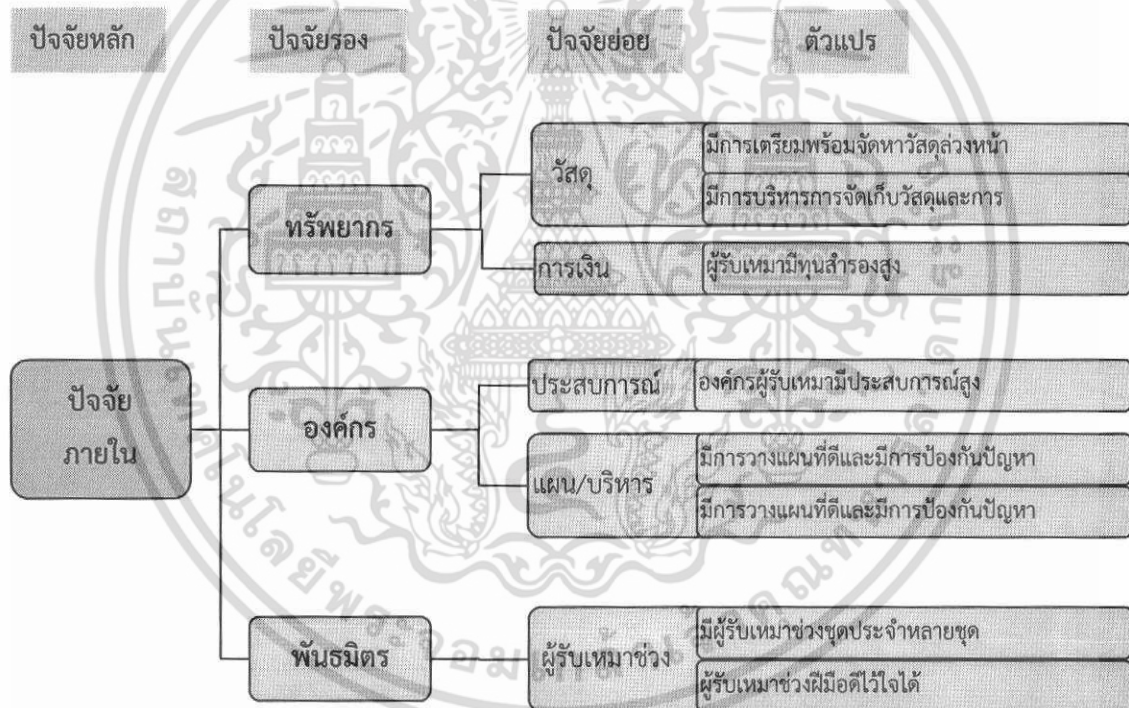 ปัจจัยหลัก ปัจจัยรอง ปัจจัยย่อย ตัวแปร
ปัจจัย
ภายใน
ทรัพยากร
วัสดุ
มีการเตรียมพร้อมจัดหาวัสดุล่วงหน้า
มีการบริหารการจัดเก็บวัสดุและการ
การเงิน
ผู้รับเหมามีทุนสำรองสูง
องค์กร
ประสบการณ์
องค์กรผู้รับเหมามีประสบการณ์สูง
แผน/บริหาร
มีการวางแผนที่ดีและมีการป้องกันปัญหา
มีการวางแผนที่ดีและมีการป้องกันปัญหา
พันธมิตร
ผู้รับเหมาช่วง
มีผู้รับเหมาช่วงชุดประจำหลายชุด
ผู้รับเหมาช่วงฝีมือดีไว้ใจได้